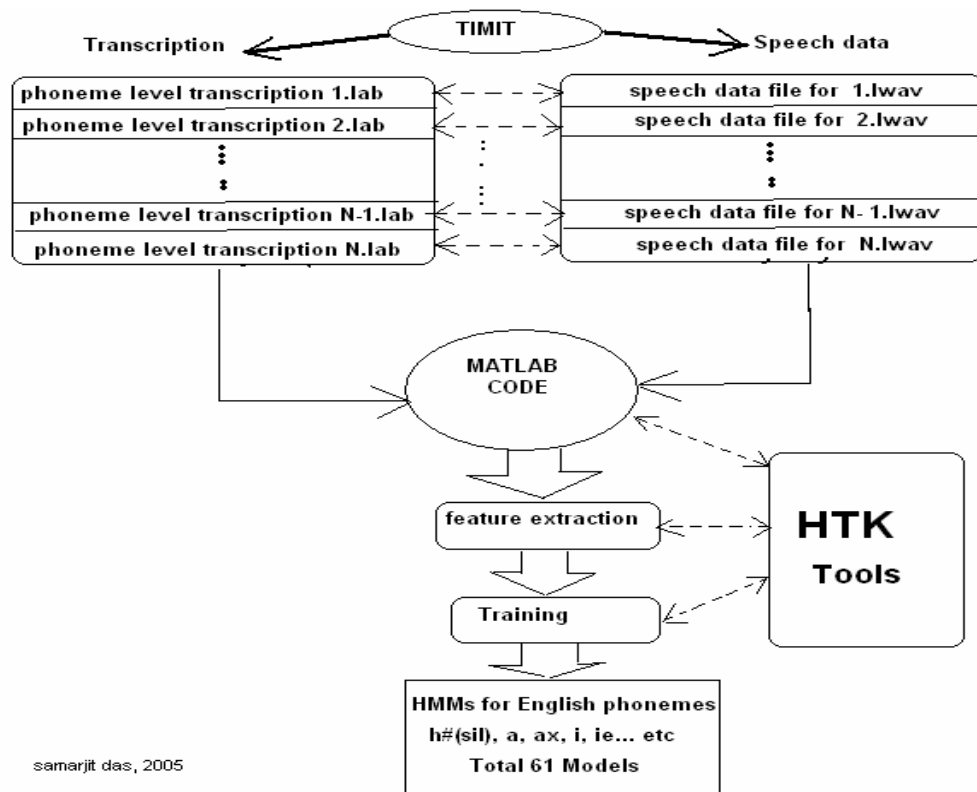 TIMIT
Transcription
Speech data
phoneme level transcription 1.lab
phoneme level transcription 2.lab
phoneme level transcription N-1.lab
phoneme level transcription N.lab
speech data file for 1.lwav
speech data file for 2.lwav
speech data file for N- 1.lwav
speech data file for N.lwav
MATLAB
CODE
feature extraction
Training
HTK
Tools
HMMs for English phonemes
h#(sil), a, ax, i, ie... etc
Total 61 Models
samarjit das, 2005